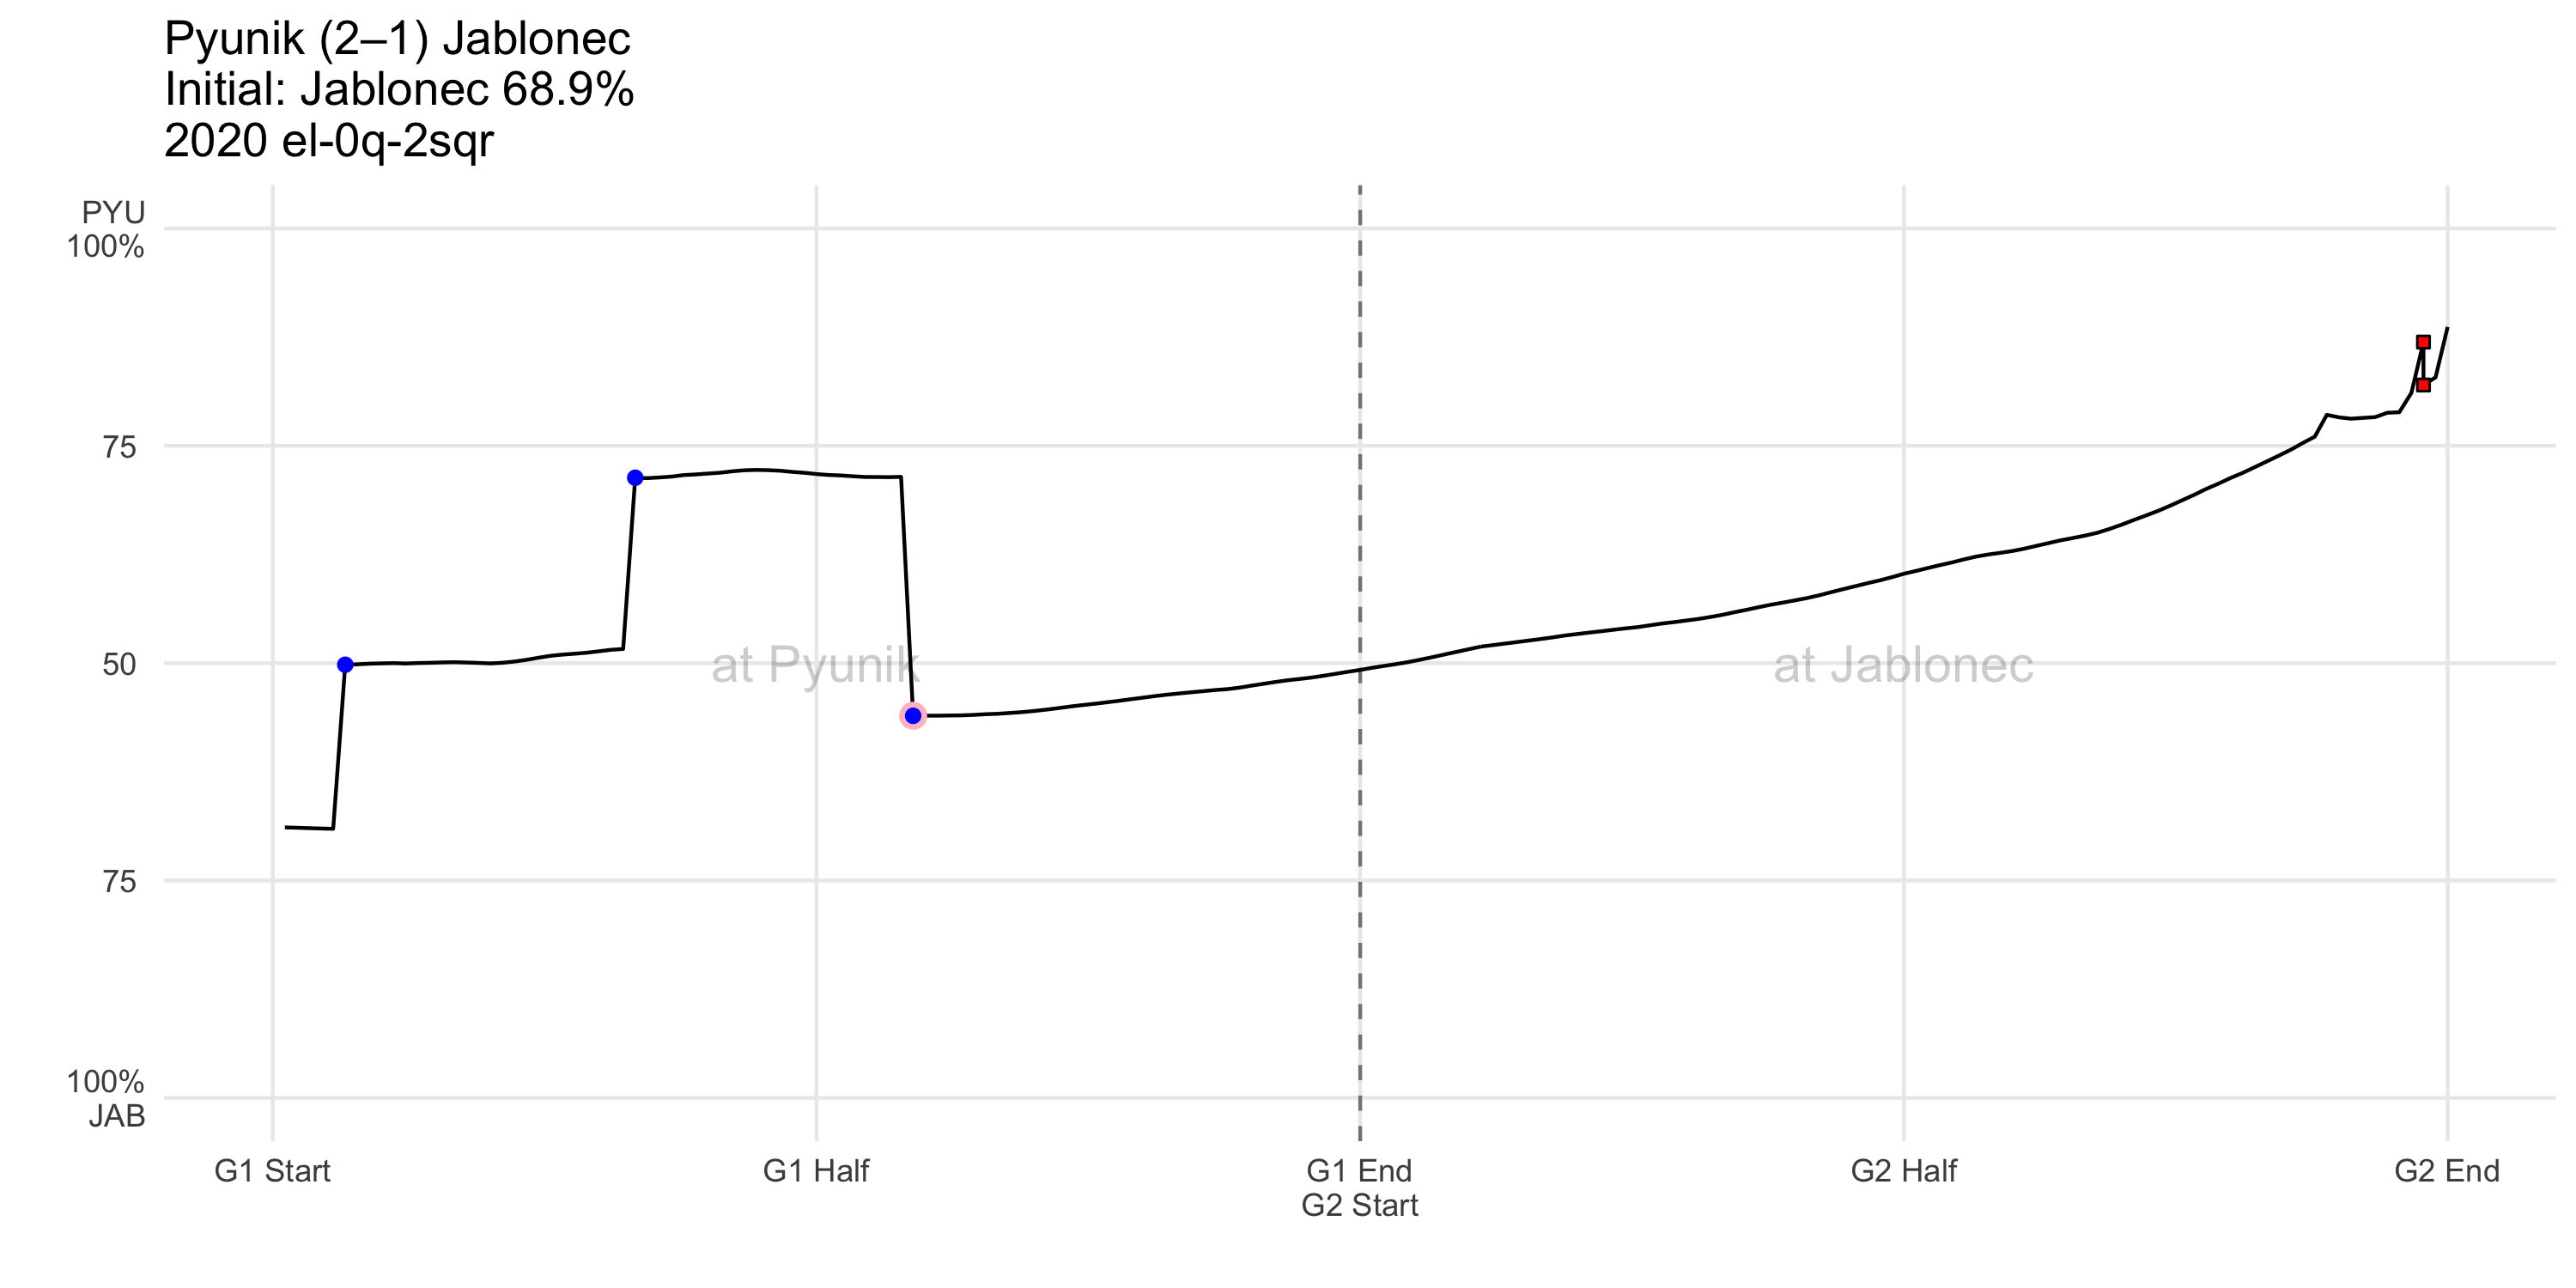 Pyunik (2–1) Jablonec
Initial: Jablonec 68.9%
2020 el-0q-2sqr
PYU
100%
75
50
75
100%
JAB
at Pyunik
at Jablonec
G1 Start
G1 Half
G1 End
G2 Start
G2 Half
G2 End